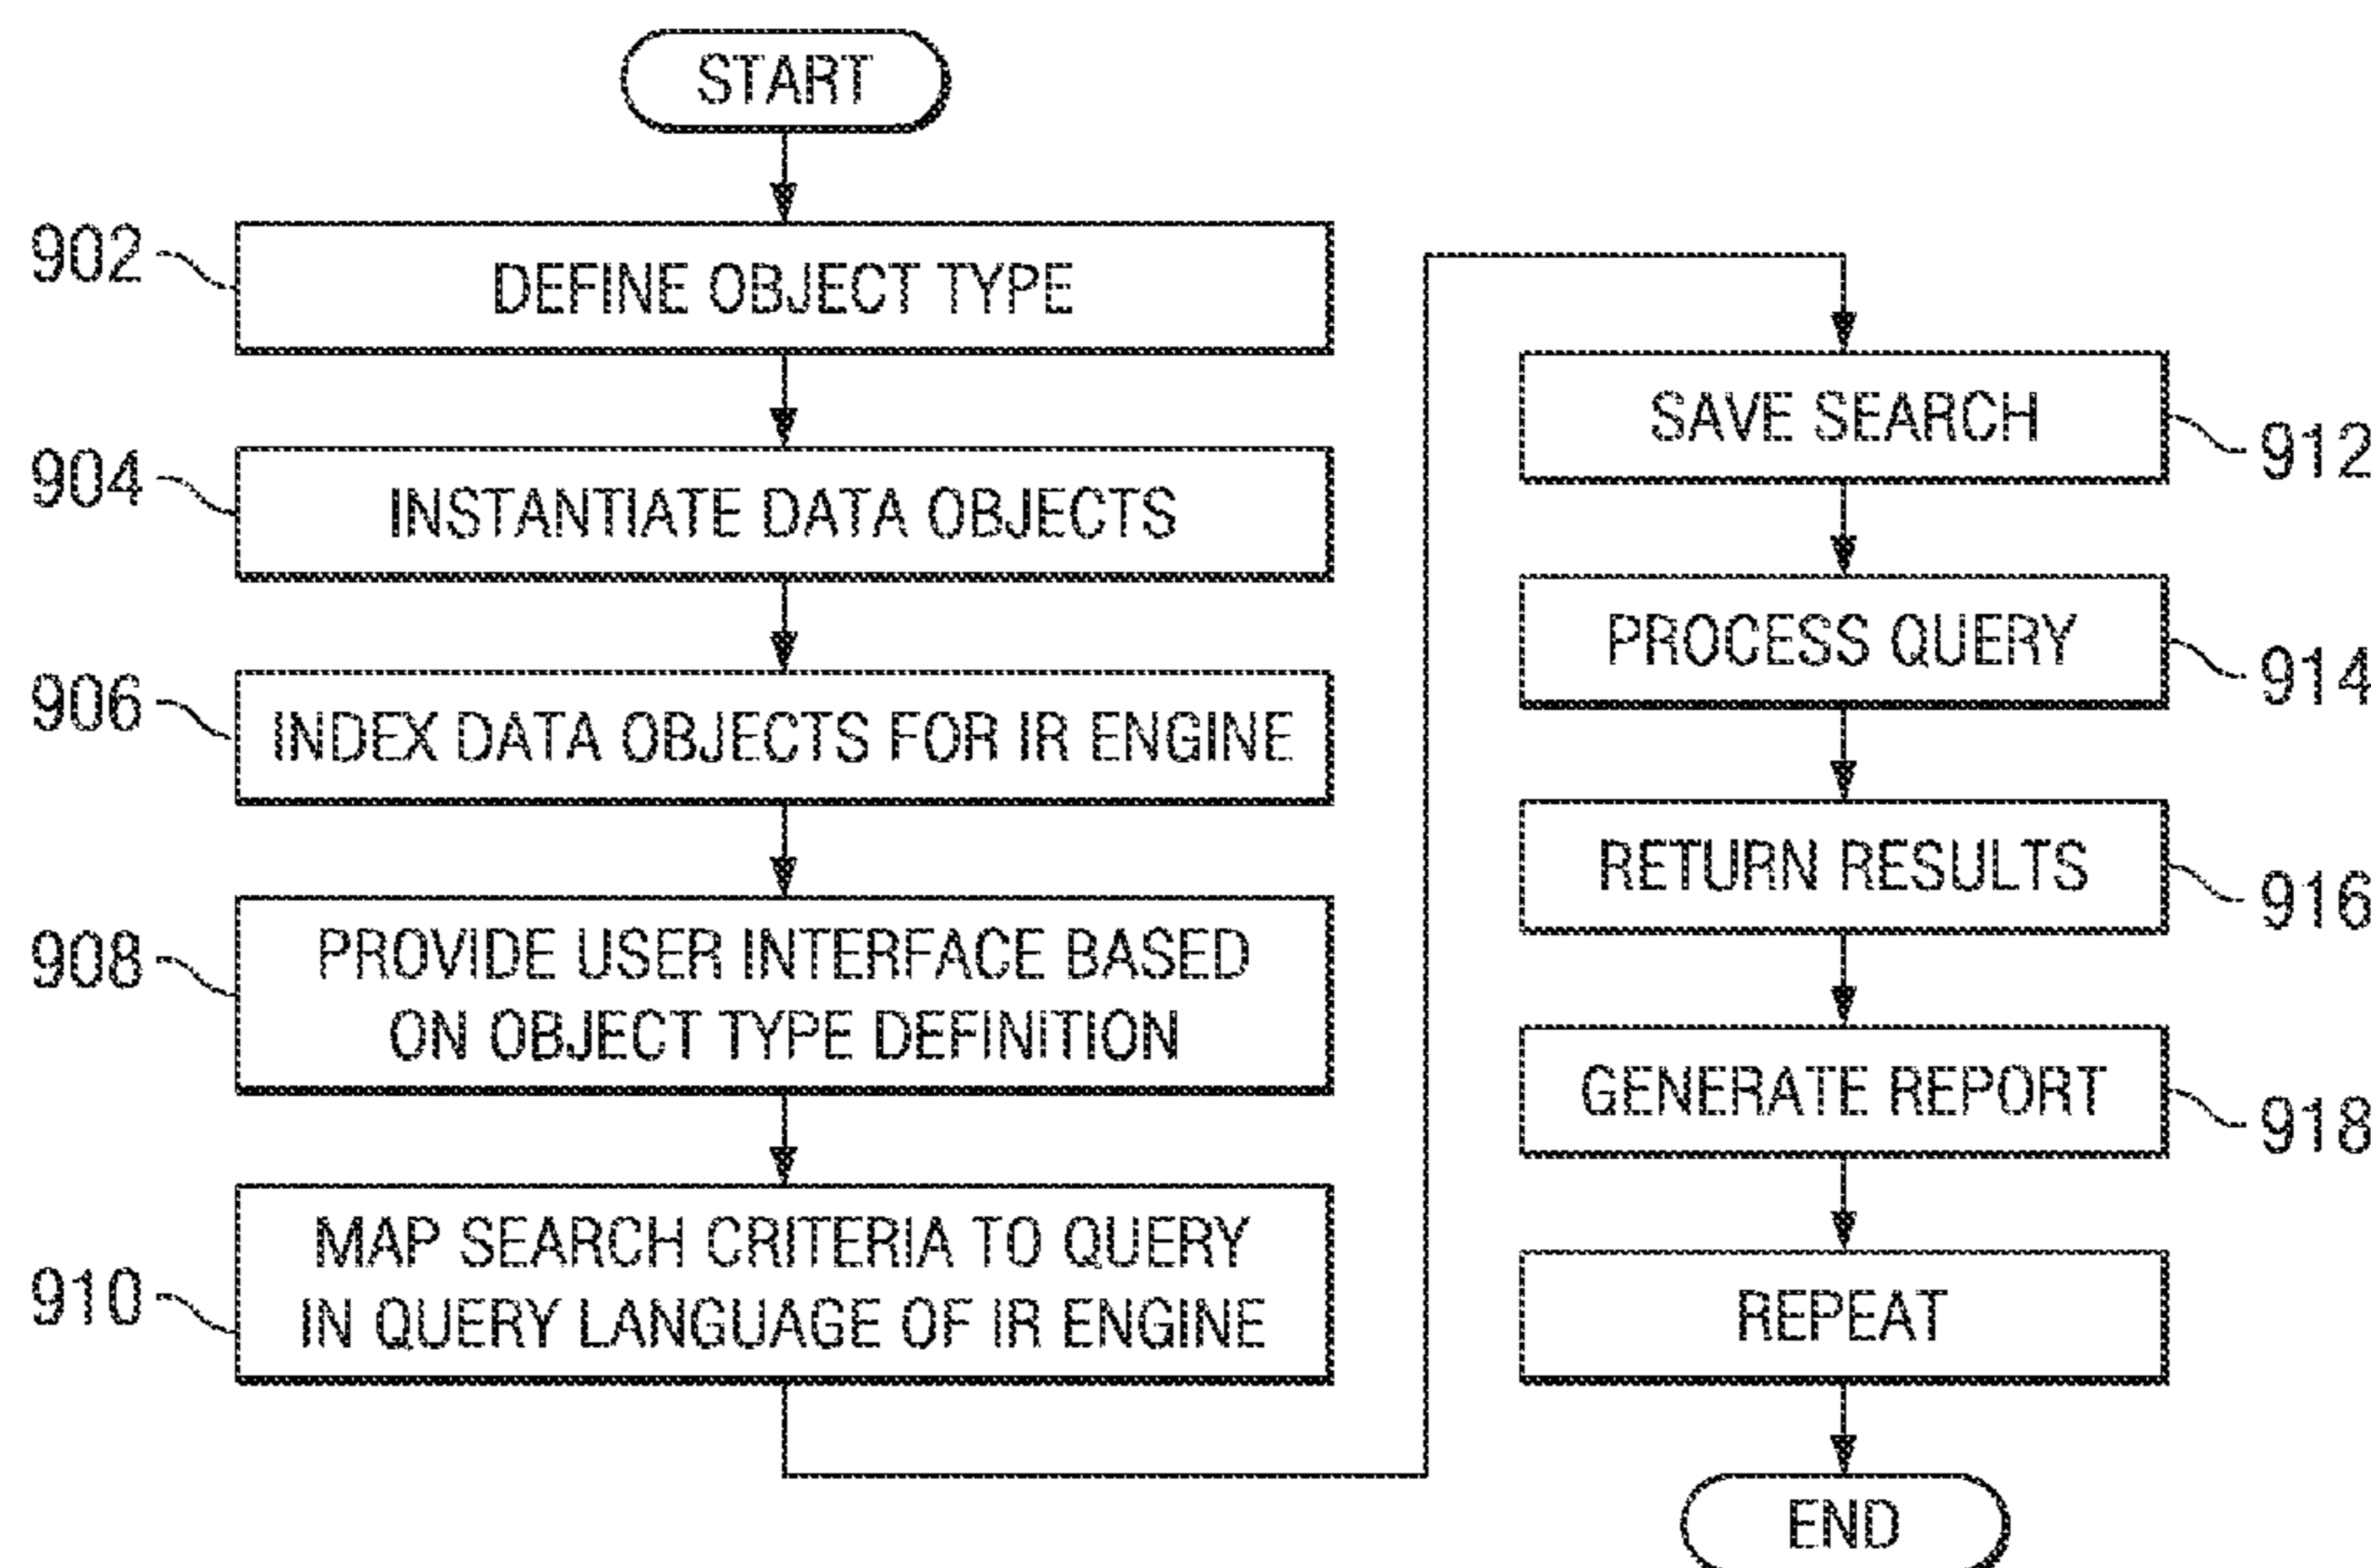 START
902
DEFINE OBJECT TYPE
904
INSTANTIATE DATA OBJECTS
906
INDEX DATA OBJECTS FOR IR ENGINE
908
PROVIDE USER INTERFACE BASED
ON OBJECT TYPE DEFINITION
910
MAP SEARCH CRITERIA TO QUERY
IN QUERY LANGUAGE OF IR ENGINE
SAVE SEARCH
912
PROCESS QUERY
914
RETURN RESULTS
916
GENERATE REPORT
918
REPEAT
END